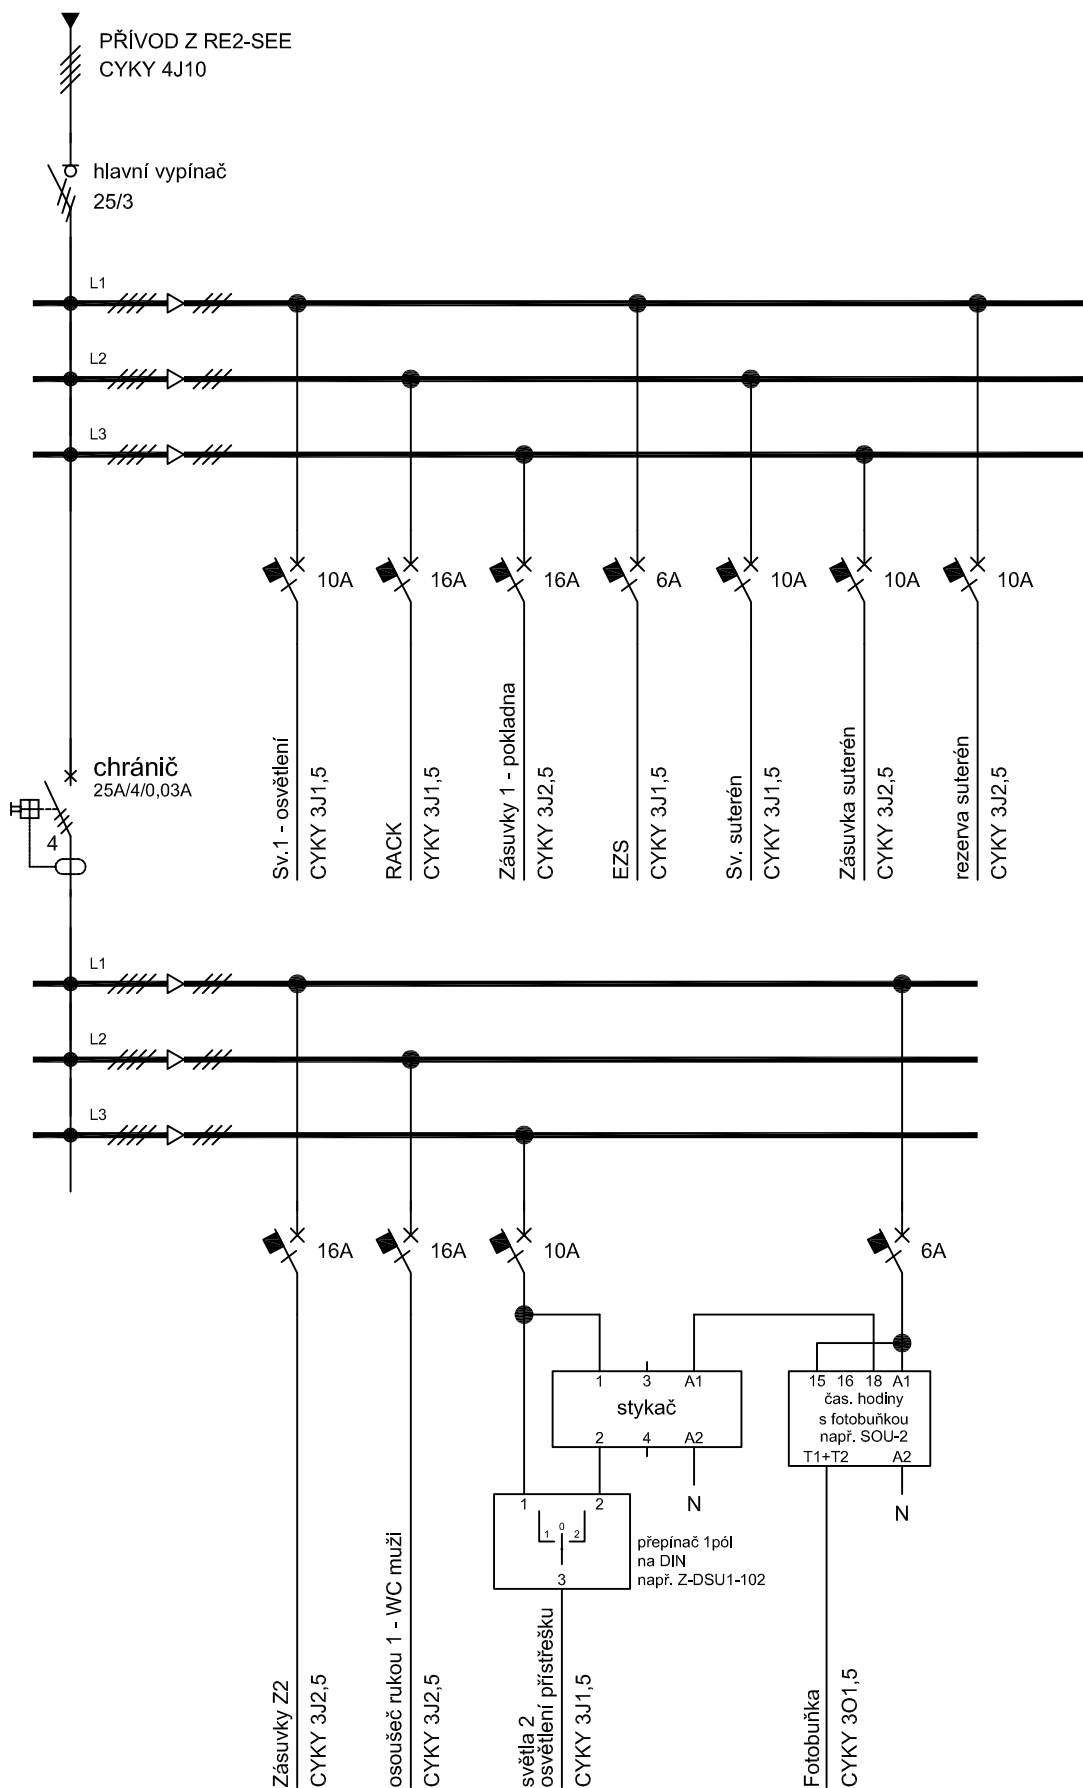 PŘÍVOD Z RE2-SEE
CYKY 4J10
hlavní vypínač
25/3
L1
L2
L3
10A
16A
16A
6A
10A
10A
10A
Sv.1 - osvětlení
CYKY 3J1,5
RACK
CYKY 3J1,5
Zásuvky 1 - pokladna
CYKY 3J2,5
EZS
CYKY 3J1,5
Sv. suterén
CYKY 3J1,5
Zásuvka suterén
CYKY 3J2,5
rezerva suterén
CYKY 3J2,5
chránič
25A/4/0,03A
4
L1
L2
L3
16A
16A
10A
6A
1 3 A1
stykač
2 4 A2
N
15 16 18 A1
čas. hodiny
s fotobuňkou
např. SOU-2
T1+T2 A2
N
1 2
1 0 2
3
přepínač 1pól
na DIN
např. Z-DSU1-102
Zásuvky Z2
CYKY 3J2,5
osoušeč rukou 1 - WC muži
CYKY 3J2,5
světla 2
osvětlení přístřešku
CYKY 3J1,5
Fotobuňka
CYKY 3O1,5